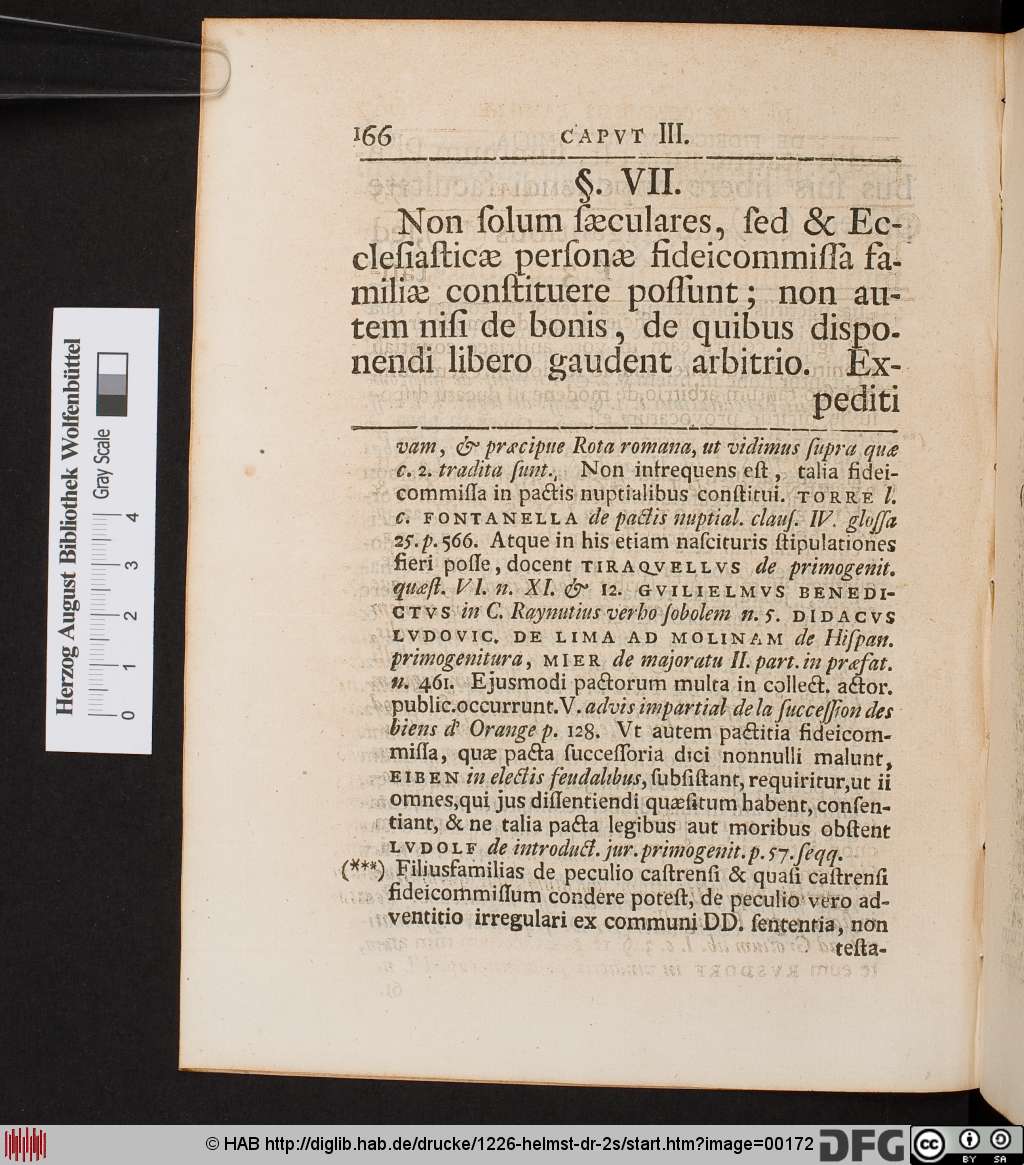 166 CAPVT III.
§. VII.
Non ſolum ſæculares, ſed & Ec-
cleſiaſticæ perſonæ fideicommiſſa fa-
miliæ conſtituere poſſunt; non au-
tem niſi de bonis, de quibus dispo-
nendi libero gaudent arbitrio. Ex-
pediti
vam, & præcipue Rota romana, ut vidimus ſupra quæ
c. 2. tradita ſunt., Non infrequens eſt, talia fidei-
commiſſa in pactis nuptialibus conſtitui. TORRE l.
c. FONTANELLA de pactis nuptial. clauſ. IV. gloſſa
25. p. 566. Atque in his etiam naſcituris ſtipulationes
fieri poſſe, docent TIRAQVELLVS de primogenit.
quæſt. VI. n. XI. & 12. GVILIELMVS BENEDI-
CTVS in C. Raynutius verbo ſobolem n. 5. DIDACVS
LVDOVIC. DE LIMA AD MOLINAM de Hiſpan.
primogenitura, MIER de majoratu II. part. in præfat.
n. 461. Ejusmodi pactorum multa in collect. actor.
public. occurrunt. V. advis impartial de la ſucceſſion des
biens d' Orange p. 128. Vt autem pactitia fideicom-
miſſa, quæ pacta ſucceſſoria dici nonnulli malunt,
EIBEN in electis feudalibus, ſubſiſtant, requiritur, ut ii
omnes, qui jus diſſentiendi quæſitum habent, conſen-
tiant, & ne talia pacta legibus aut moribus obſtent
LVDOLF de introduct. jur. primogenit. p. 57. ſeqq.
(***) Filiusfamilias de peculio caſtrenſi & quaſi caſtrenſi
fideicommiſſum condere poteſt, de peculio vero ad-
ventitio irregulari ex communi DD. ſententia, non
teſta-
Herzog August Bibliothek Wolfenbüttel
Gray Scale
0 1 2 3 4
© HAB http://diglib.hab.de/drucke/1226-helmst-dr-2s/start.htm?image=00172
DFG
cc BY SA